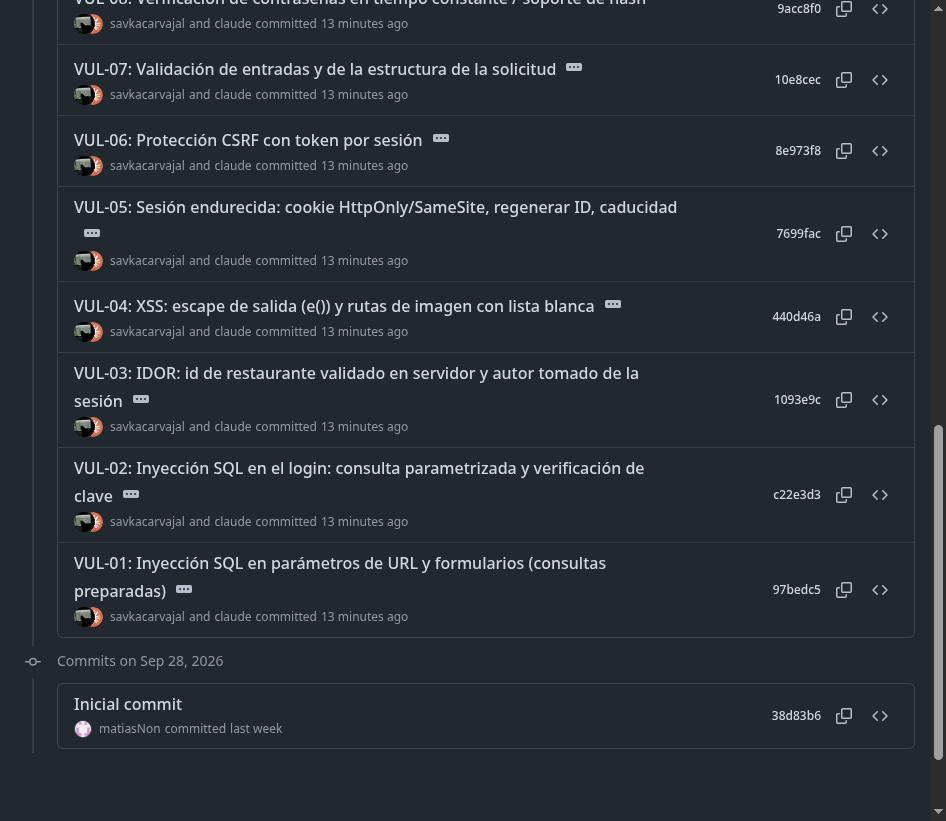 VUL-08: Verificación de contraseñas en tiempo constante / soporte de hash
savkacarvajal and claude committed 13 minutes ago
9acc8f0
VUL-07: Validación de entradas y de la estructura de la solicitud
savkacarvajal and claude committed 13 minutes ago
10e8cec
VUL-06: Protección CSRF con token por sesión
savkacarvajal and claude committed 13 minutes ago
8e973f8
VUL-05: Sesión endurecida: cookie HttpOnly/SameSite, regenerar ID, caducidad
savkacarvajal and claude committed 13 minutes ago
7699fac
VUL-04: XSS: escape de salida (e()) y rutas de imagen con lista blanca
savkacarvajal and claude committed 13 minutes ago
440d46a
VUL-03: IDOR: id de restaurante validado en servidor y autor tomado de la
sesión
savkacarvajal and claude committed 13 minutes ago
1093e9c
VUL-02: Inyección SQL en el login: consulta parametrizada y verificación de
clave
savkacarvajal and claude committed 13 minutes ago
c22e3d3
VUL-01: Inyección SQL en parámetros de URL y formularios (consultas
preparadas)
savkacarvajal and claude committed 13 minutes ago
97bedc5
Commits on Sep 28, 2026
Inicial commit
matiasNon committed last week
38d83b6